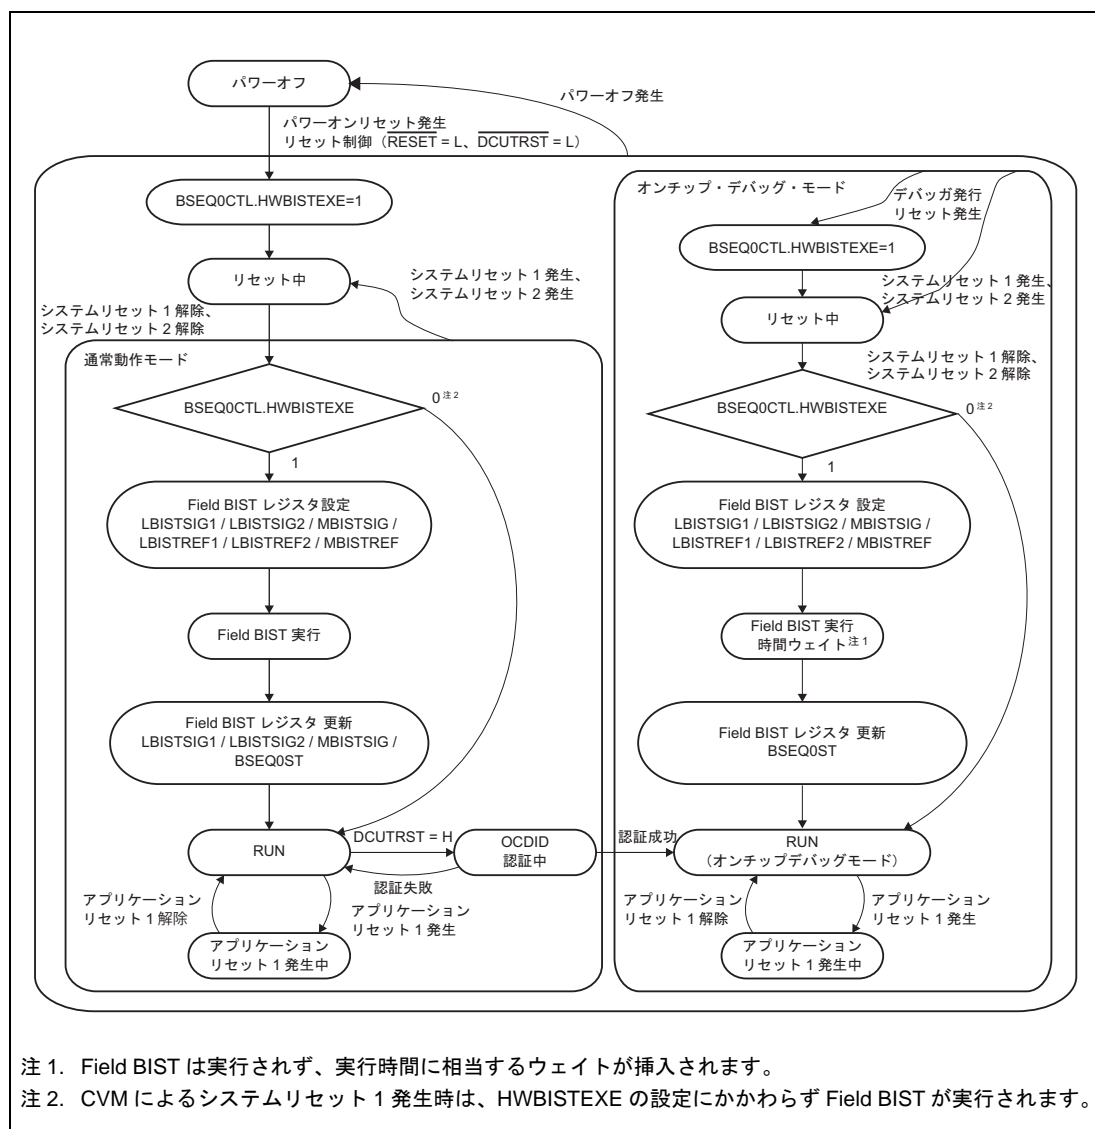 パワーオフ
パワーオフ発生
パワーオンリセット発生
リセット制御（RESET = L、DCUTRST = L）
BSEQ0CTL.HWBISTEXE=1
リセット中
システムリセット 1 発生、
システムリセット 2 発生
システムリセット 1 解除、
システムリセット 2 解除
通常動作モード
BSEQ0CTL.HWBISTEXE
0 注 2
1
Field BIST レジスタ設定
LBISTSIG1 / LBISTSIG2 / MBISTSIG /
LBISTREF1 / LBISTREF2 / MBISTREF
Field BIST 実行
Field BIST レジスタ 更新
LBISTSIG1 / LBISTSIG2 / MBISTSIG /
BSEQ0ST
RUN
DCUTRST = H
OCDID
認証中
認証成功
認証失敗
アプリケーション
リセット 1 解除
アプリケーション
リセット 1 発生
アプリケーション
リセット 1 発生中
オンチップ・デバッグ・モード
デバッガ発行
リセット発生
BSEQ0CTL.HWBISTEXE=1
システムリセット 1 発生、
システムリセット 2 発生
リセット中
システムリセット 1 解除、
システムリセット 2 解除
BSEQ0CTL.HWBISTEXE
0 注 2
1
Field BIST レジスタ 設定
LBISTSIG1 / LBISTSIG2 / MBISTSIG /
LBISTREF1 / LBISTREF2 / MBISTREF
Field BIST 実行
時間ウェイト注 1
Field BIST レジスタ 更新
BSEQ0ST
RUN
（オンチップデバッグモード）
アプリケーション
リセット 1 解除
アプリケーション
リセット 1 発生
アプリケーション
リセット 1 発生中
注 1. Field BIST は実行されず、実行時間に相当するウェイトが挿入されます。
注 2. CVM によるシステムリセット 1 発生時は、HWBISTEXE の設定にかかわらず Field BIST が実行されます。